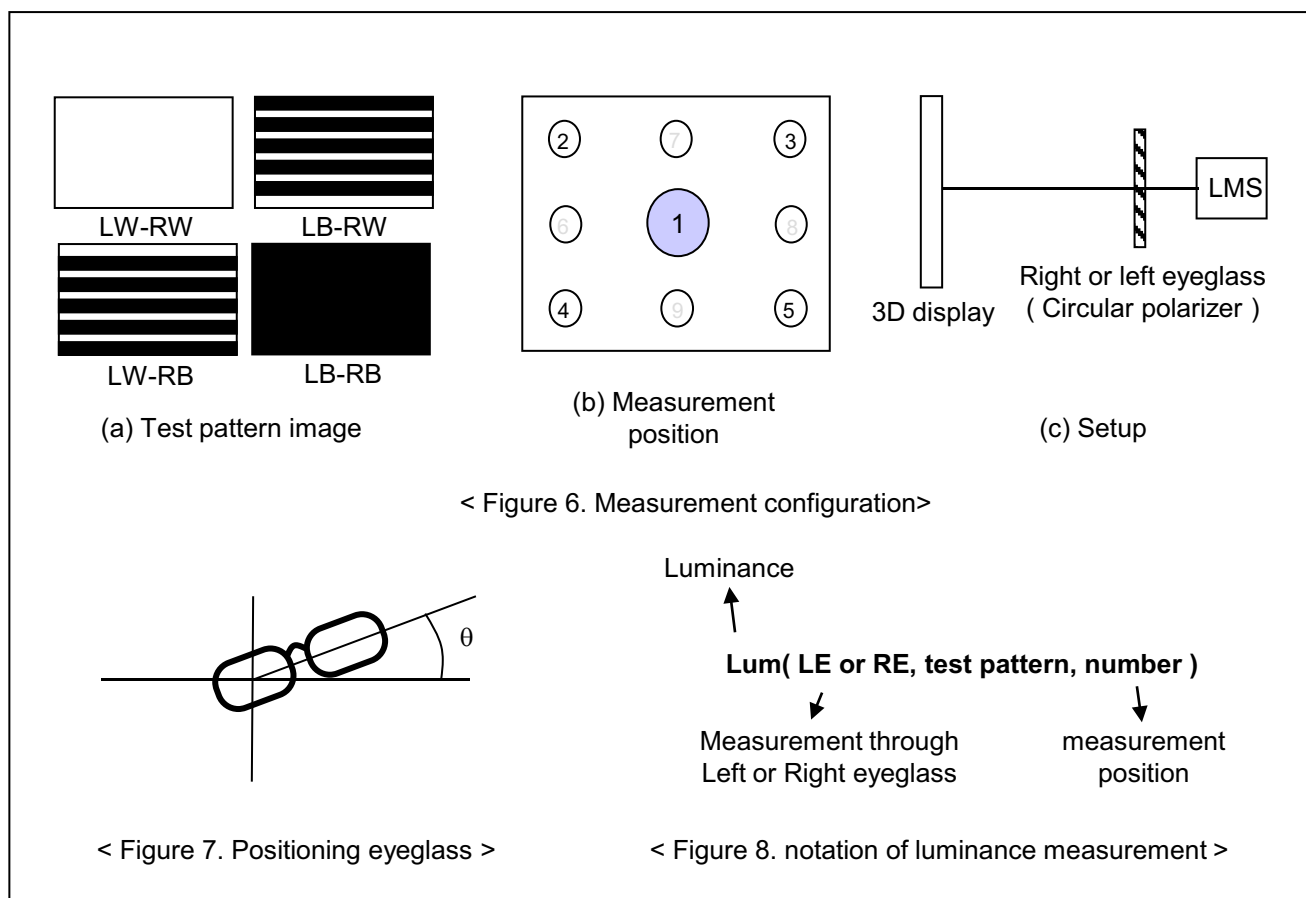 LW-RW
LB-RW
LW-RB
LB-RB
(a) Test pattern image
2
7
3
6
1
8
4
9
5
(b) Measurement
position
LMS
3D display
Right or left eyeglass
( Circular polarizer )
(c) Setup
< Figure 6. Measurement configuration>
θ
< Figure 7. Positioning eyeglass >
Luminance
Lum( LE or RE, test pattern, number )
Measurement through
Left or Right eyeglass
measurement
position
< Figure 8. notation of luminance measurement >